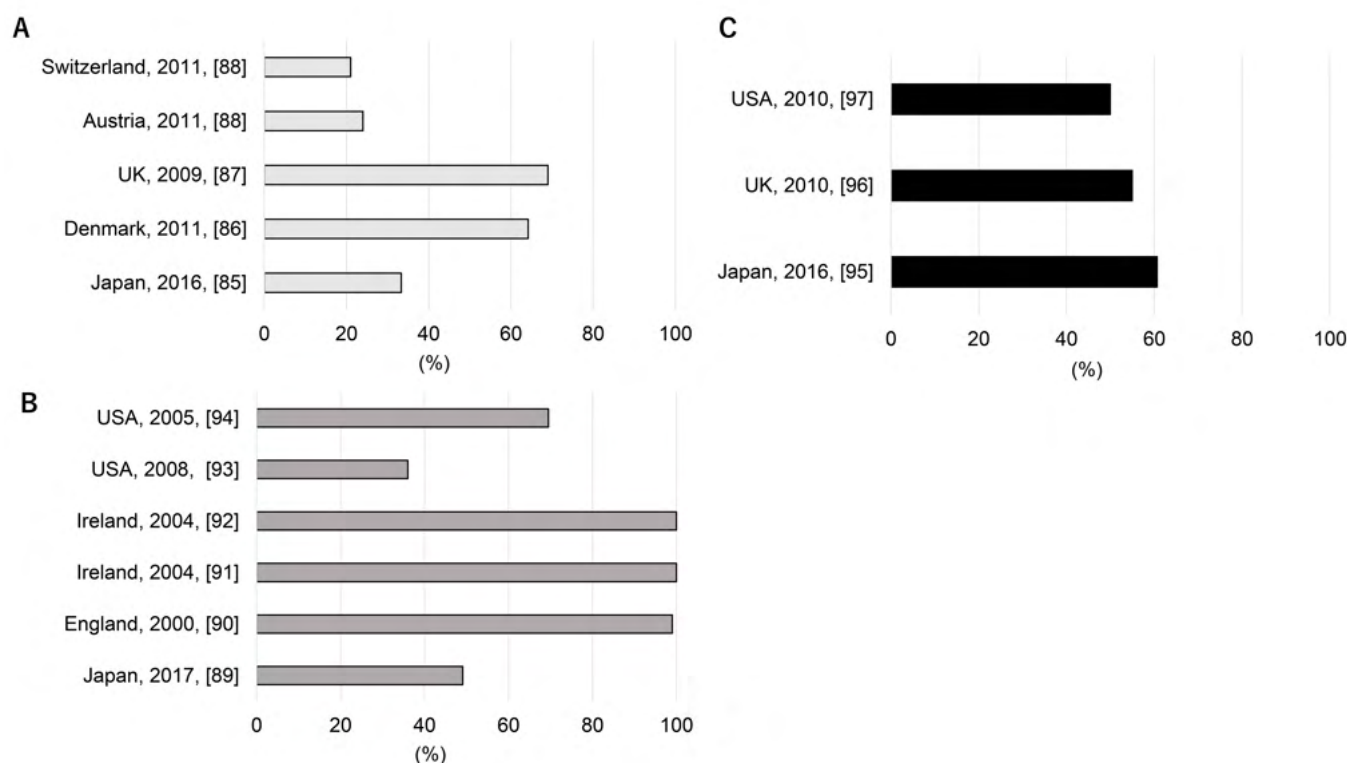 A
Switzerland, 2011, [88]
Austria, 2011, [88]
UK, 2009, [87]
Denmark, 2011, [86]
Japan, 2016, [85]
0 20 40 60 80 100
(%)
B
USA, 2005, [94]
USA, 2008, [93]
Ireland, 2004, [92]
Ireland, 2004, [91]
England, 2000, [90]
Japan, 2017, [89]
0 20 40 60 80 100
(%)
C
USA, 2010, [97]
UK, 2010, [96]
Japan, 2016, [95]
0 20 40 60 80 100
(%)